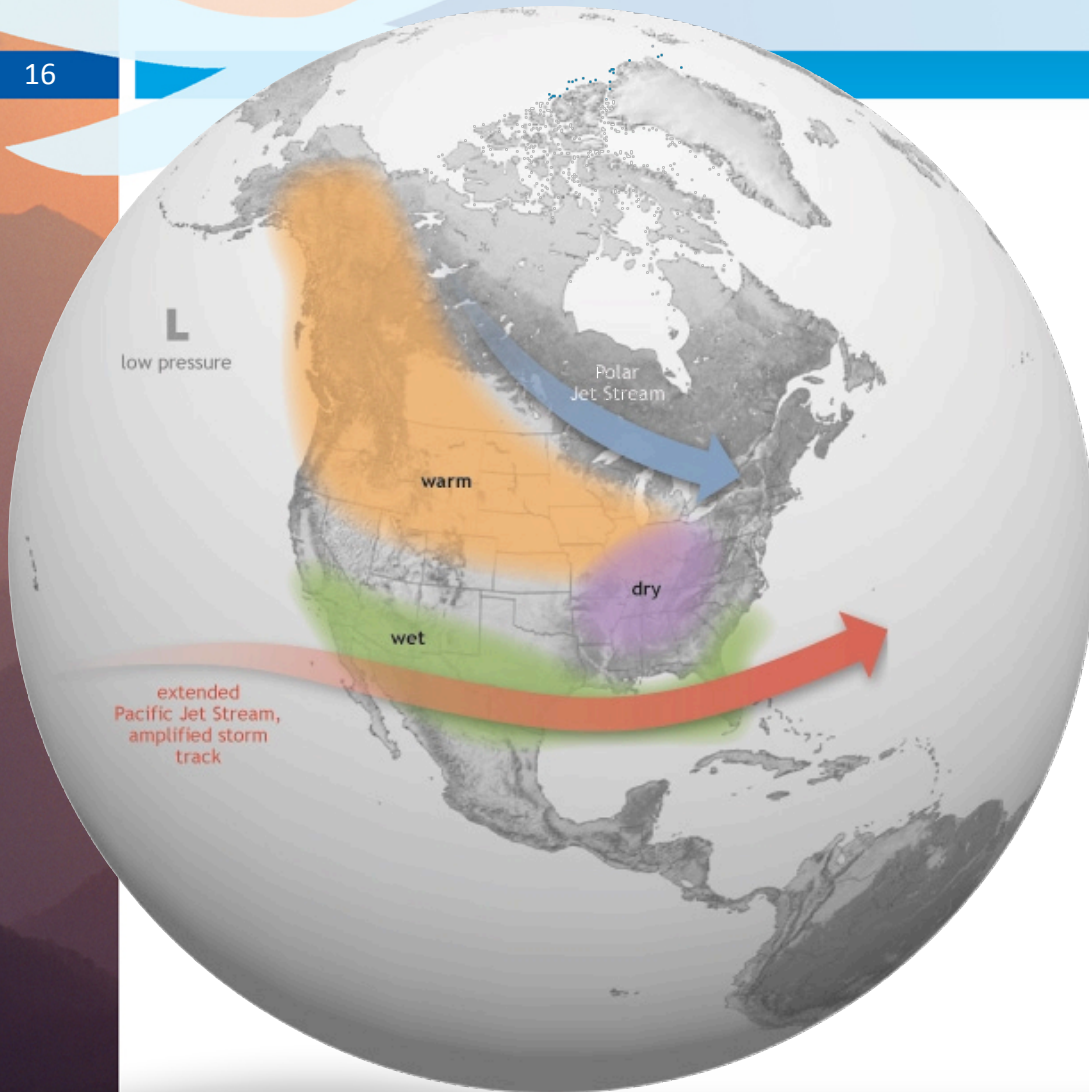 16
L
low pressure
Polar
Jet Stream
warm
dry
wet
extended
Pacific Jet Stream,
amplified storm
track